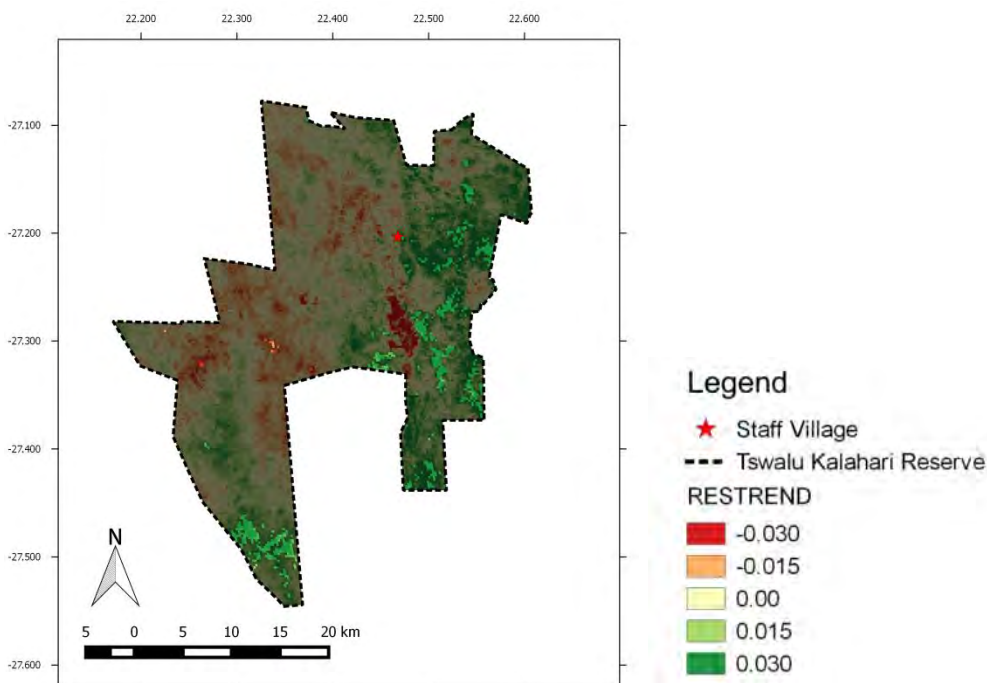 22.200 22.300 22.400 22.500 22.600
-27.100
-27.200
-27.300
-27.400
-27.500
-27.600
N
5 0 5 10 15 20 km
Legend
Staff Village
Tswalu Kalahari Reserve
RESTREND
-0.030
-0.015
0.00
0.015
0.030